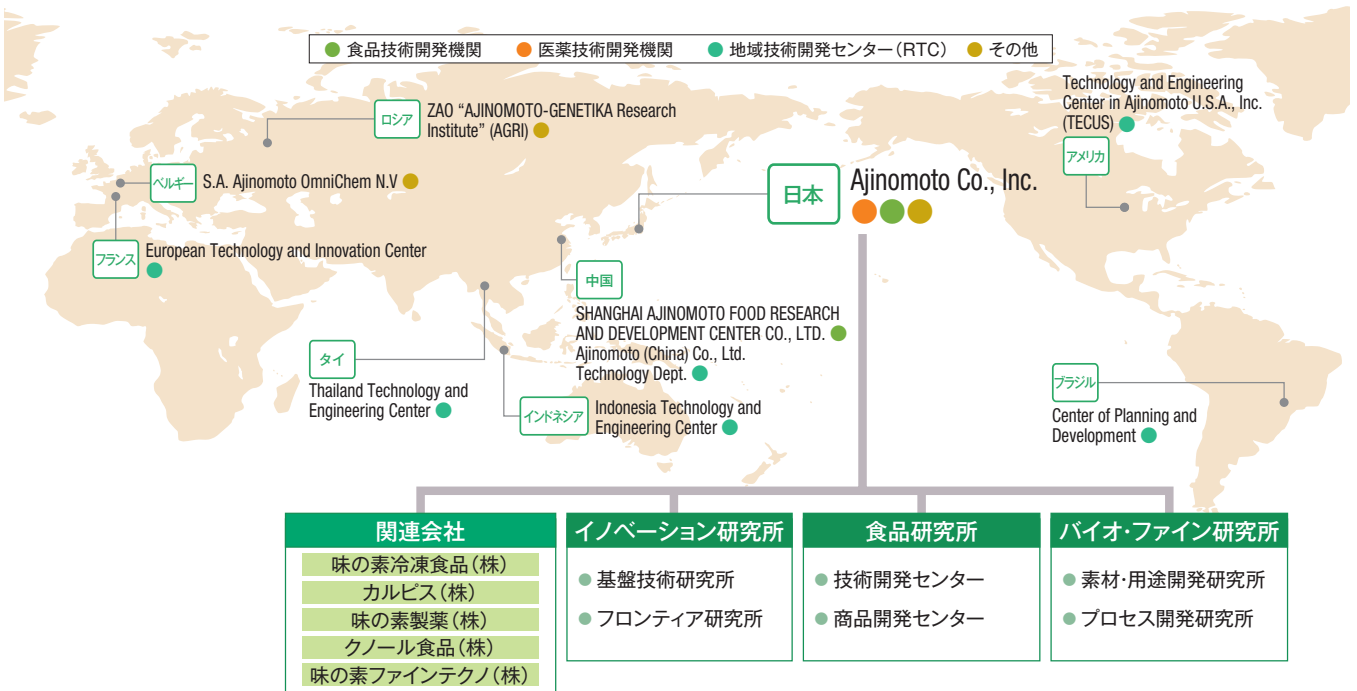 食品技術開発機関
医薬技術開発機関
地域技術開発センター（RTC）
その他
ロシア
ZAO “AJINOMOTO-GENETIKA Research
Institute” (AGRI)
Technology and Engineering
Center in Ajinomoto U.S.A., Inc.
(TECUS)
アメリカ
ベルギー
S.A. Ajinomoto OmniChem N.V
日本
Ajinomoto Co., Inc.
フランス
European Technology and Innovation Center
中国
SHANGHAI AJINOMOTO FOOD RESEARCH
AND DEVELOPMENT CENTER CO., LTD.
Ajinomoto (China) Co., Ltd.
Technology Dept.
タイ
Thailand Technology and
Engineering Center
インドネシア
Indonesia Technology and
Engineering Center
ブラジル
Center of Planning and
Development
関連会社
味の素冷凍食品（株）
カルピス（株）
味の素製薬（株）
クノール食品（株）
味の素ファインテクノ（株）
イノベーション研究所
基盤技術研究所
フロンティア研究所
食品研究所
技術開発センター
商品開発センター
バイオ・ファイン研究所
素材・用途開発研究所
プロセス開発研究所